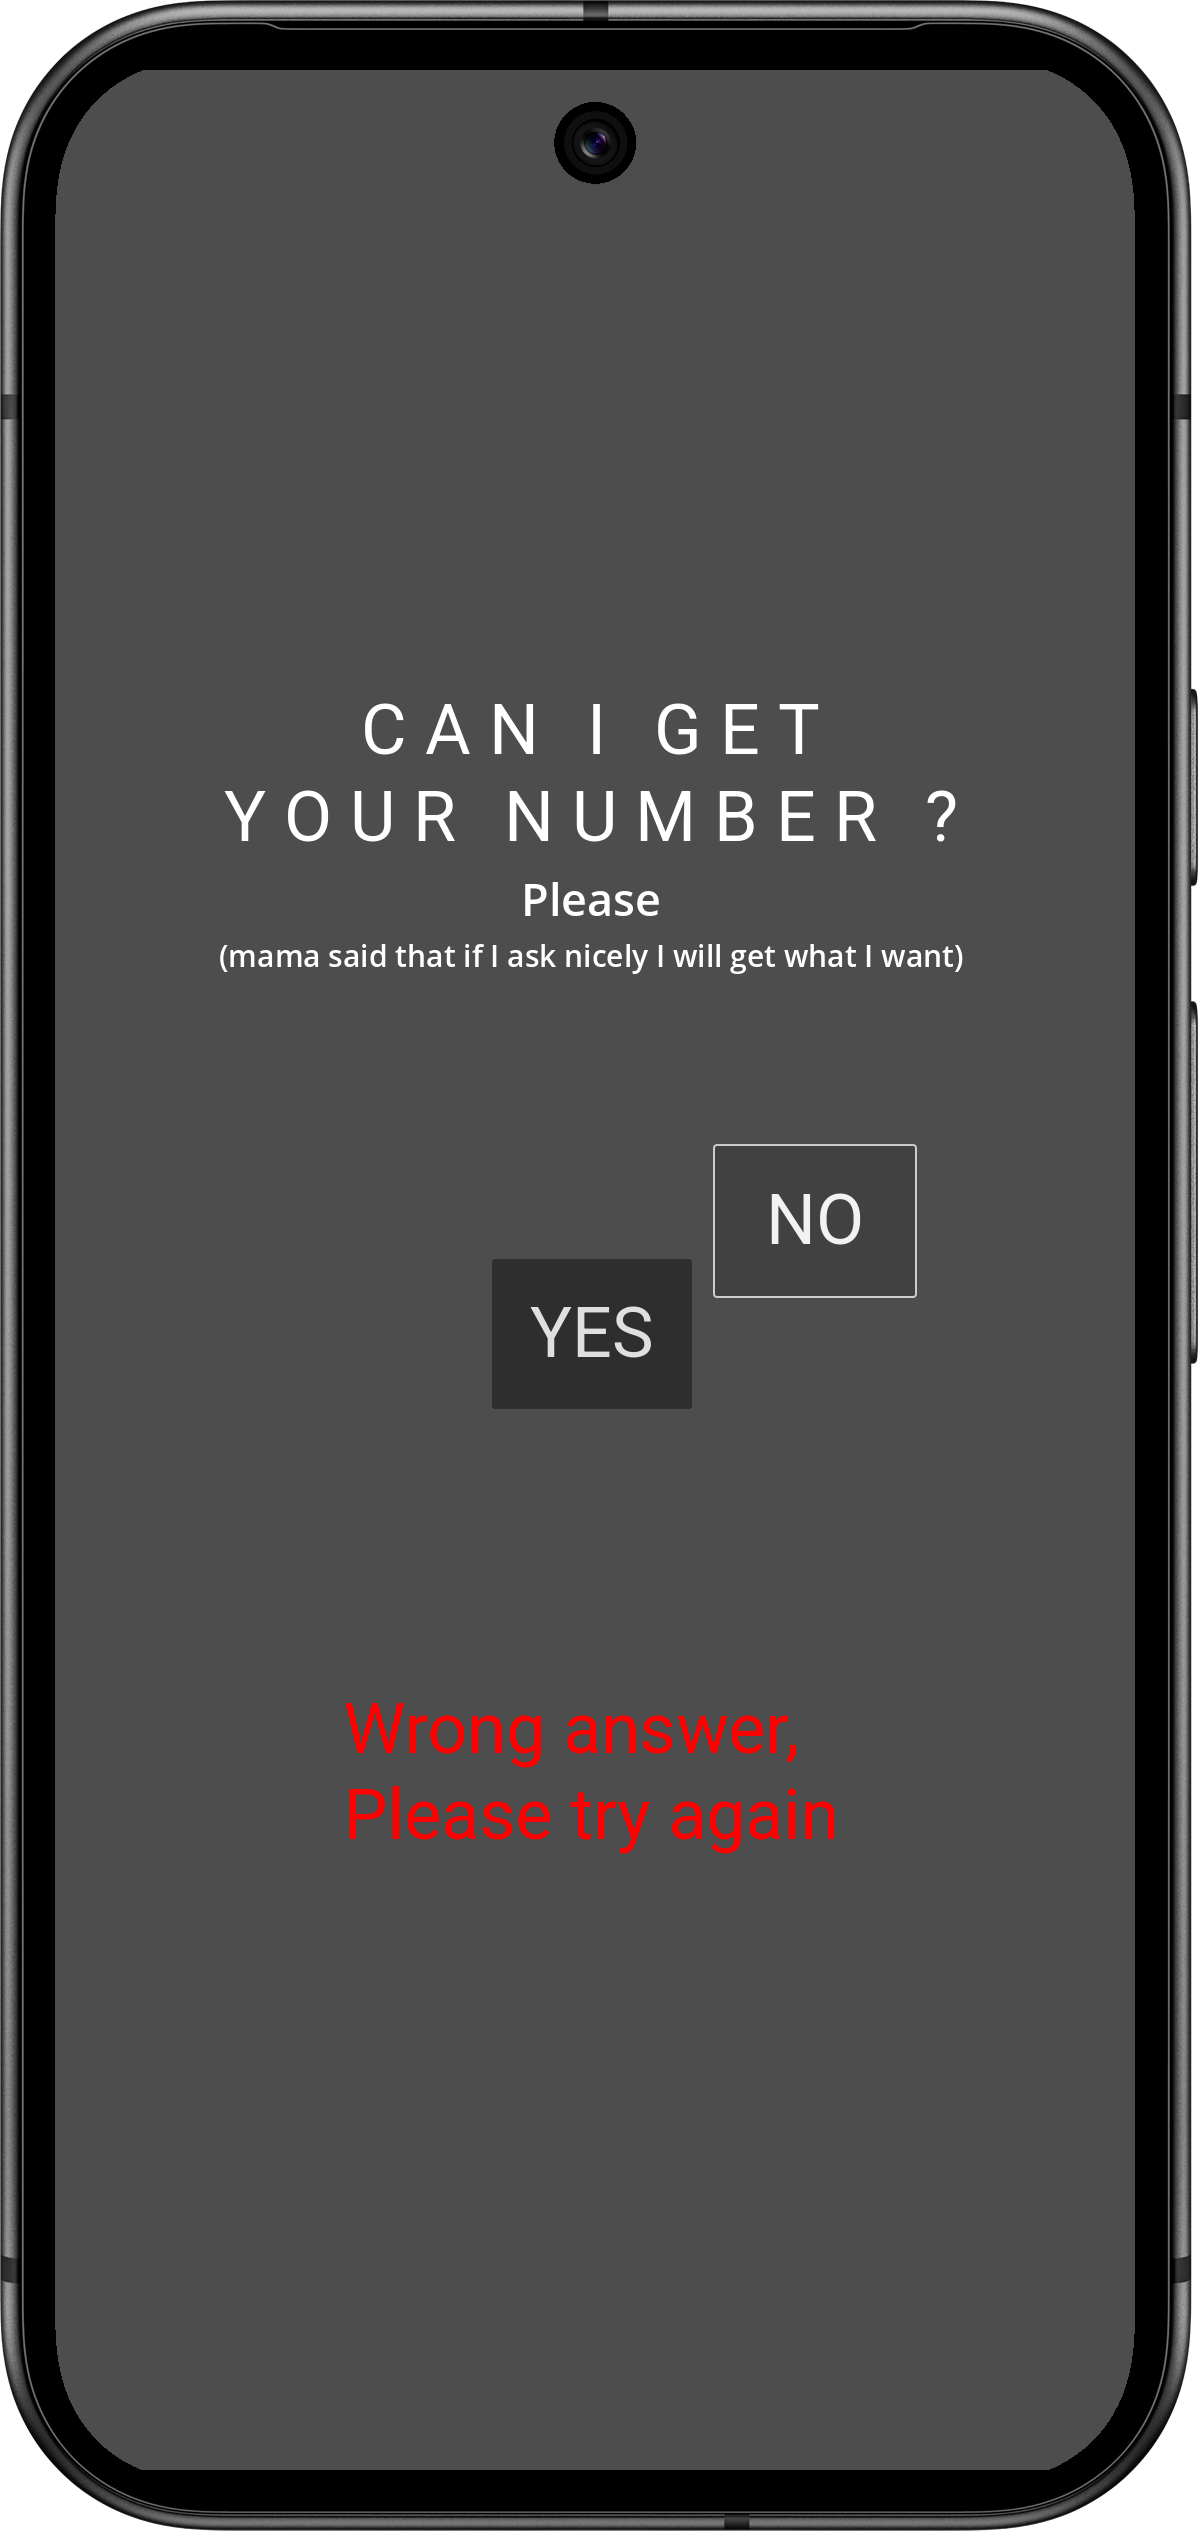 CAN I GET
YOUR NUMBER ?
Please
(mama said that if I ask nicely I will get what I want)
NO
YES
Wrong answer,
Please try again